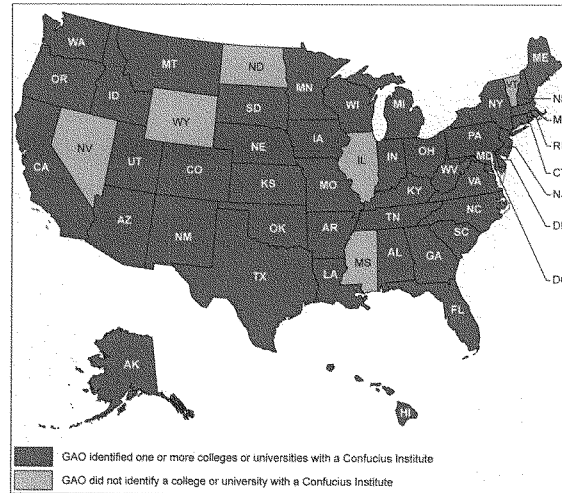 WA
MT
ND
MN
ME
VT
OR
ID
SD
WI
MI
NY
WY
IA
PA
NE
NV
UT
CO
IL
IN
OH
MD
WV
VA
CA
KS
MO
KY
NC
TN
AZ
NM
OK
AR
SC
MS
AL
GA
TX
LA
FL
AK
HI
GAO identified one or more colleges or universities with a Confucius Institute
GAO did not identify a college or university with a Confucius Institute